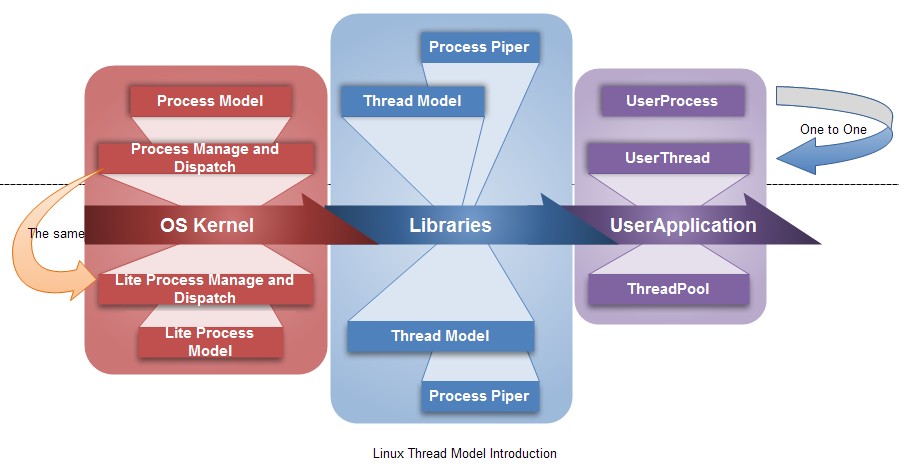 Process Piper
Process Model
Thread Model
UserProcess
One to One
Process Manage and
Dispatch
UserThread
The same
OS Kernel
Libraries
UserApplication
Lite Process Manage and
Dispatch
ThreadPool
Lite Process
Model
Thread Model
Process Piper
Linux Thread Model Introduction